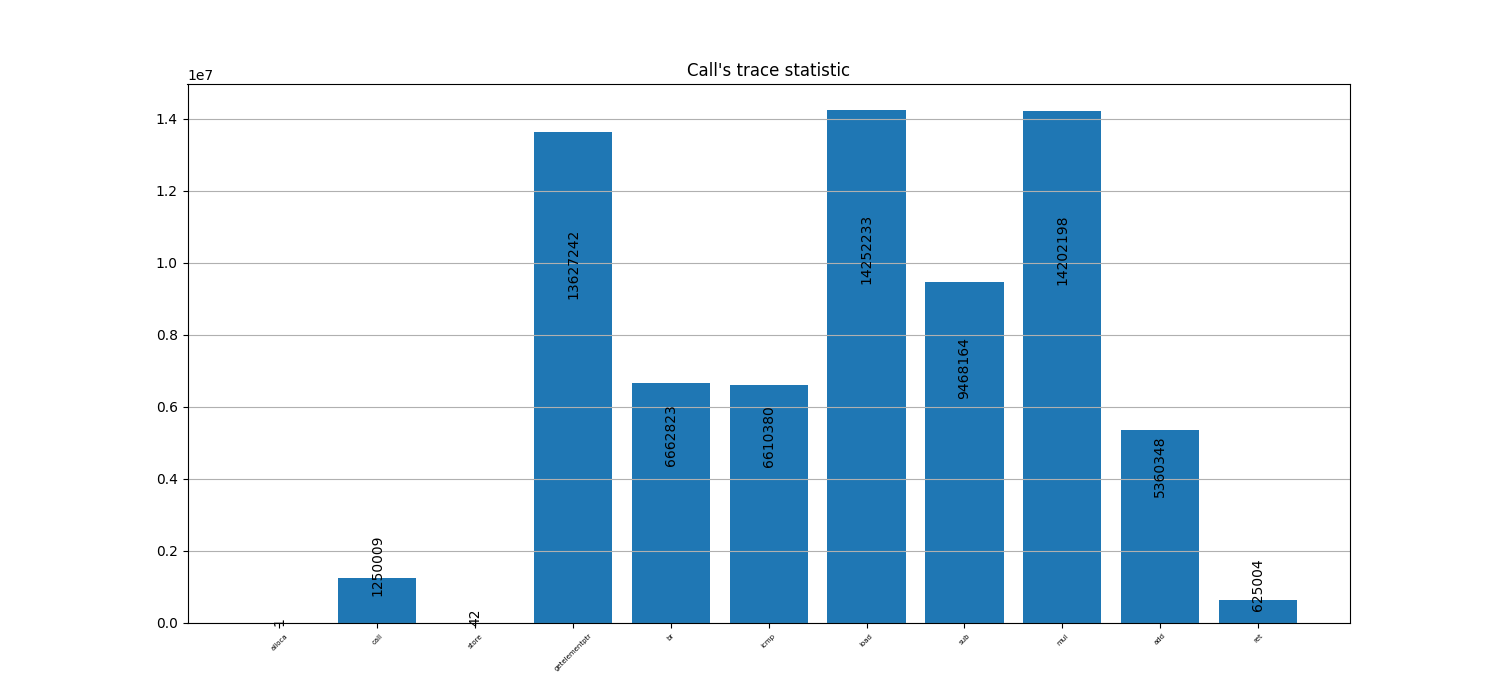 Call's trace statistic
1e7
1.4
1.2
1.0
0.8
0.6
0.4
0.2
0.0
1
1250009
42
13627242
6662823
6610380
14252233
9468164
14202198
5360348
625004
alloca
call
store
getelementptr
br
icmp
load
sub
mul
add
ret